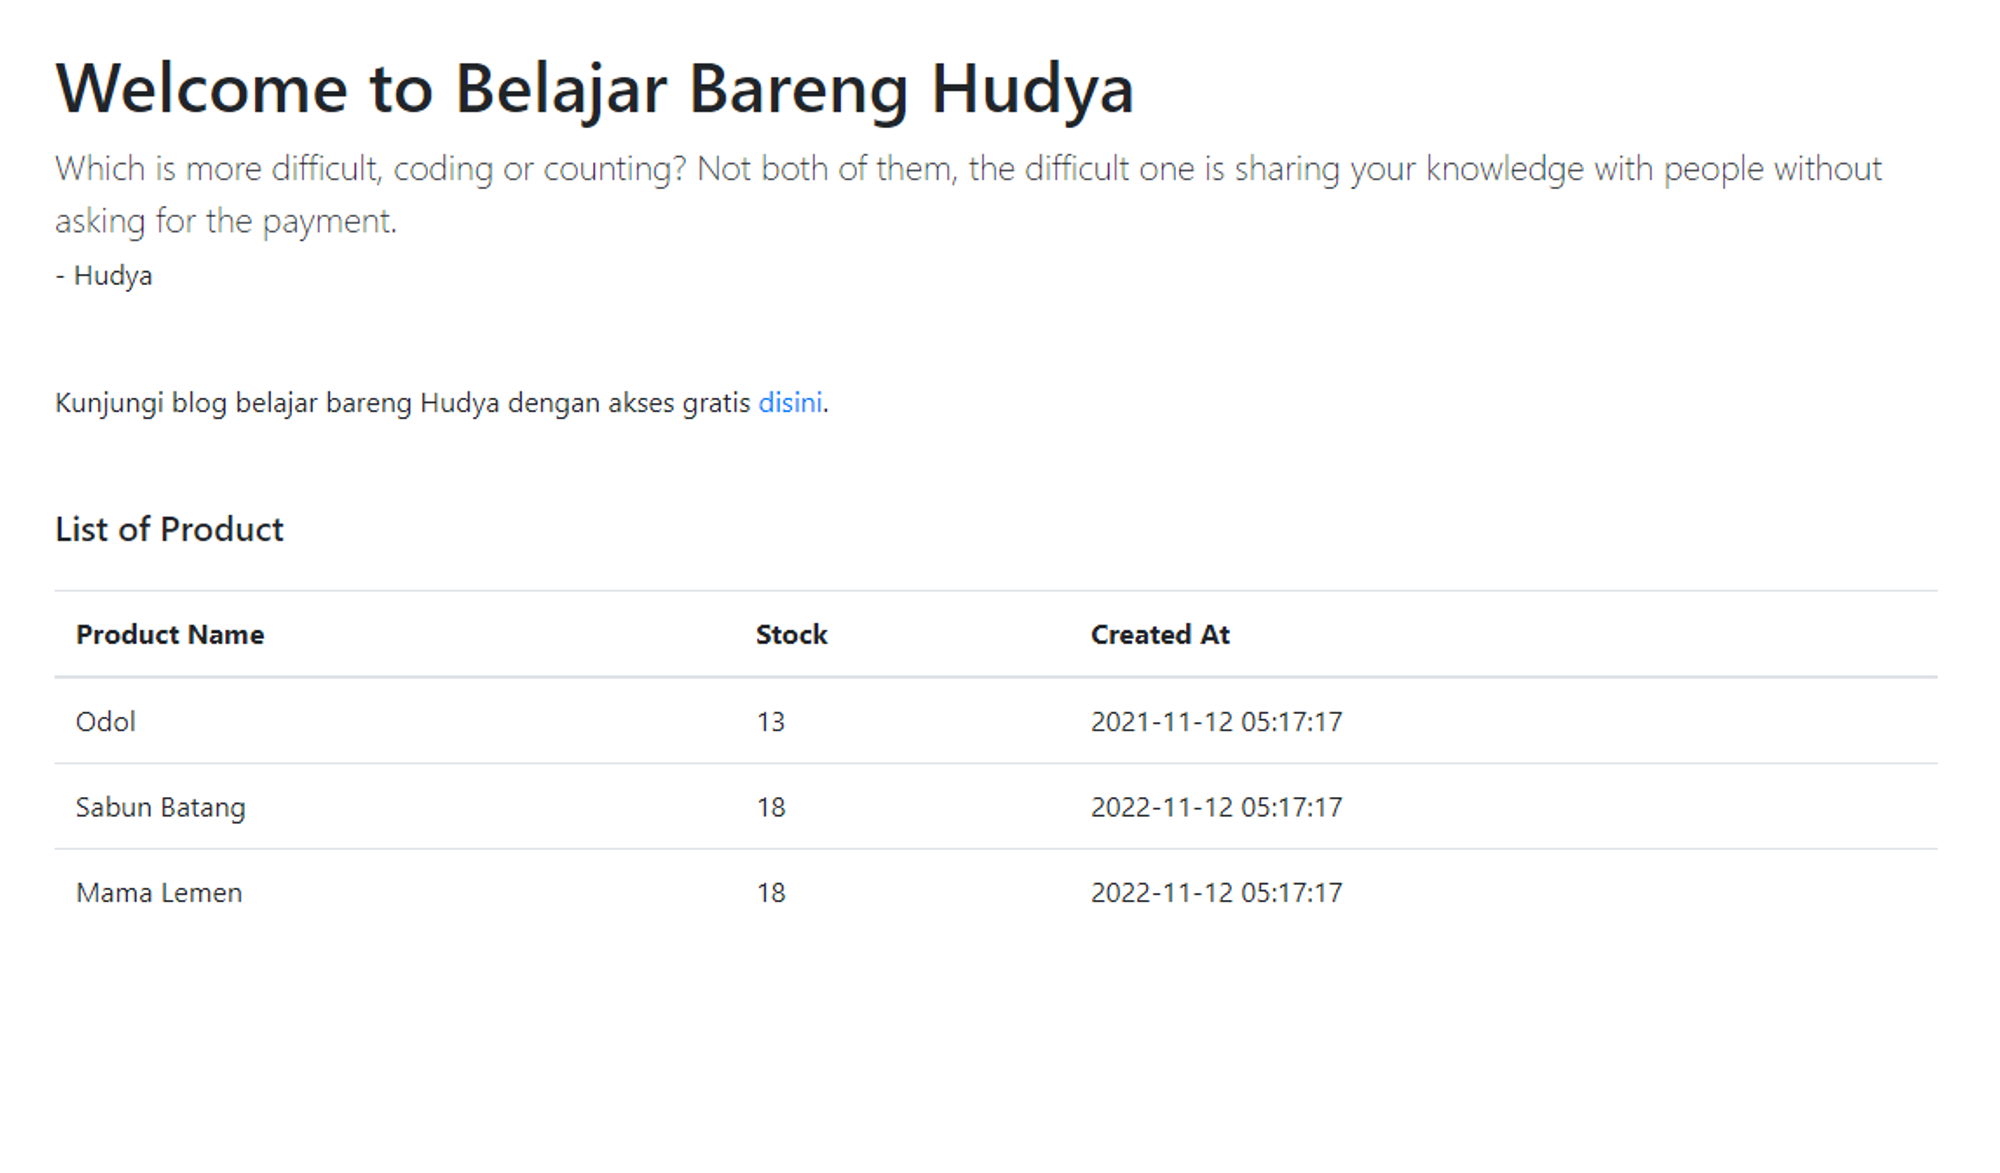 Welcome to Belajar Bareng Hudya
Which is more difficult, coding or counting? Not both of them, the difficult one is sharing your knowledge with people without
asking for the payment.
- Hudya
Kunjungi blog belajar bareng Hudya dengan akses gratis disini.
List of Product
Product Name Stock Created At
Odol 13 2021-11-12 05:17:17
Sabun Batang 18 2022-11-12 05:17:17
Mama Lemen 18 2022-11-12 05:17:17